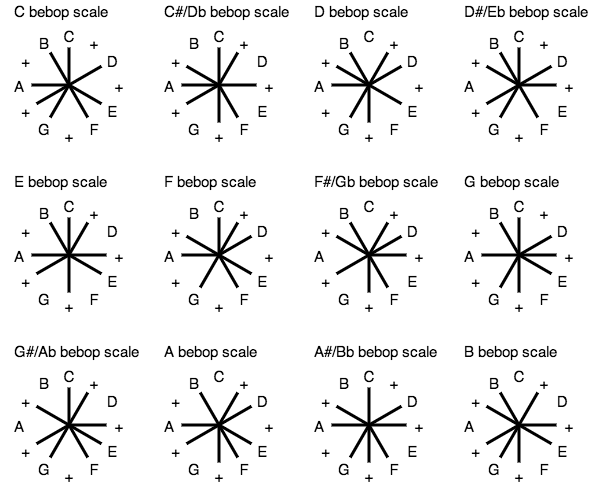 C bebop scale
C#/Db bebop scale
D bebop scale
D#/Eb bebop scale
B C +
B C +
B C +
B C +
+ D
+ D
+ D
+ D
A +
A +
A +
A +
+ E
+ E
+ E
+ E
G + F
G + F
G + F
G + F
E bebop scale
F bebop scale
F#/Gb bebop scale
G bebop scale
B C +
B C +
B C +
B C +
+ D
+ D
+ D
+ D
A +
A +
A +
A +
+ E
+ E
+ E
+ E
G + F
G + F
G + F
G + F
G#/Ab bebop scale
A bebop scale
A#/Bb bebop scale
B bebop scale
B C +
B C +
B C +
B C +
+ D
+ D
+ D
+ D
A +
A +
A +
A +
+ E
+ E
+ E
+ E
G + F
G + F
G + F
G + F